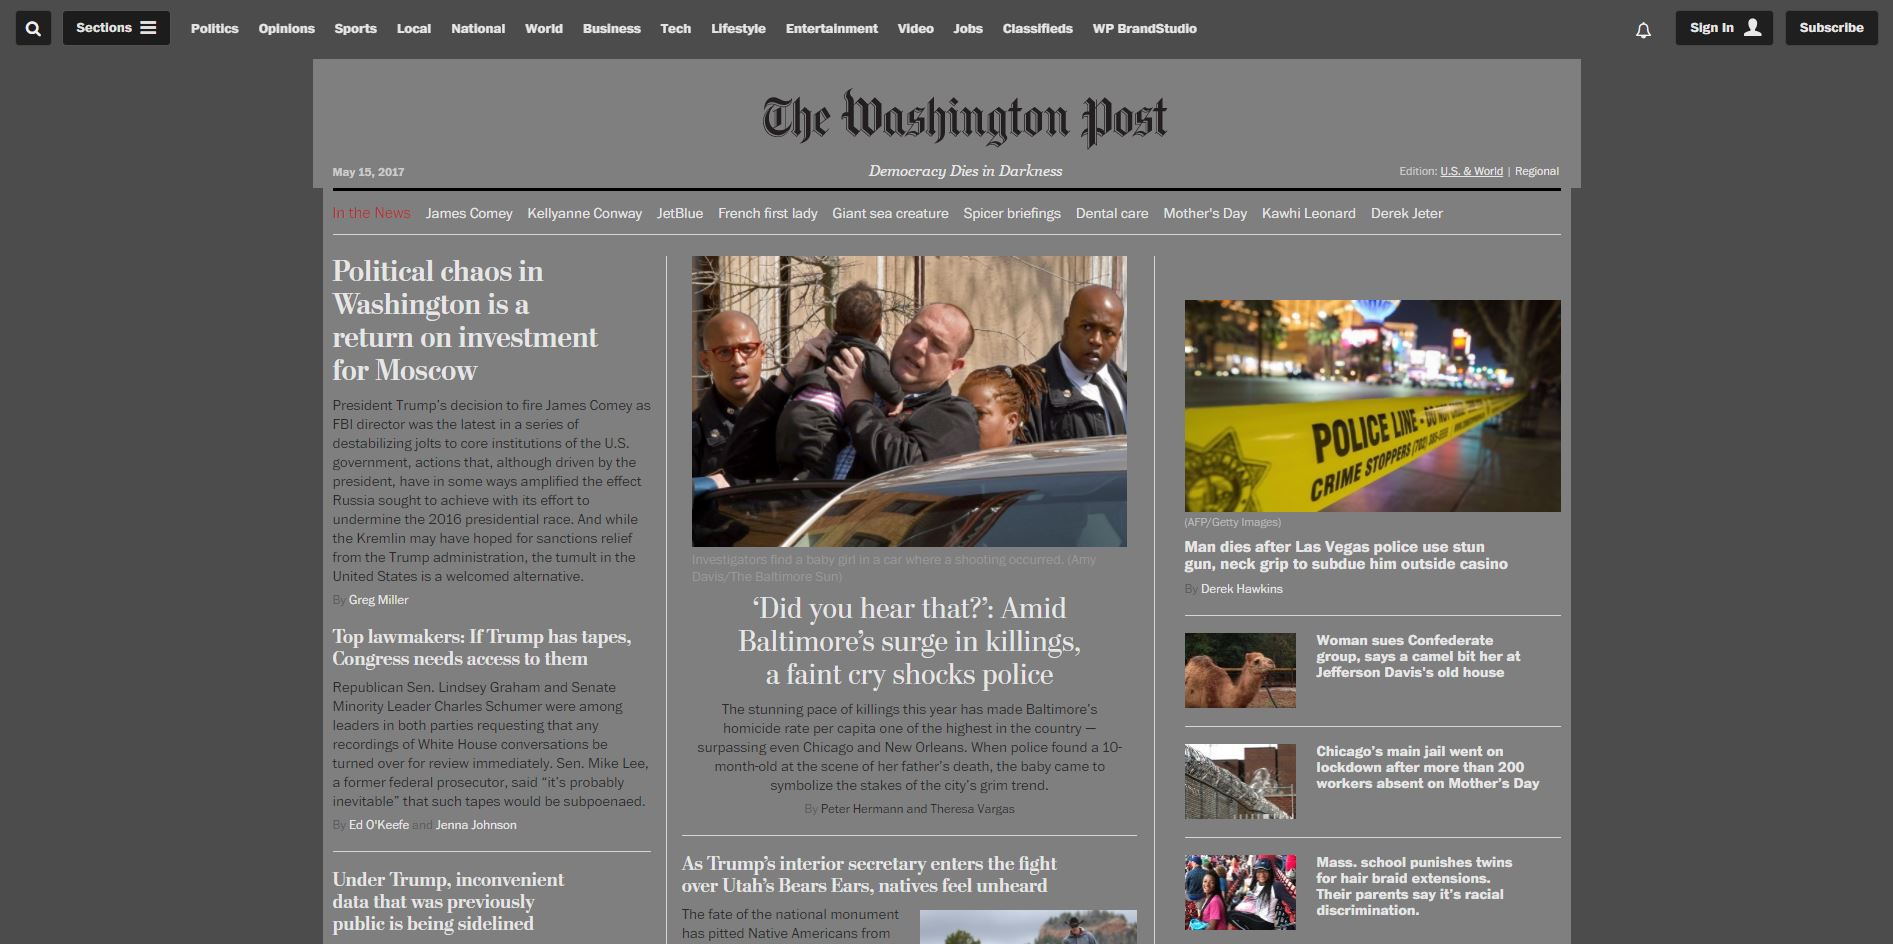 Sections
Politics Opinions Sports Local National World Business Tech Lifestyle Entertainment Video Jobs Classifieds WP BrandStudio
Sign In
Subscribe
The Washington Post
May 15, 2017
Democracy Dies in Darkness
Edition: U.S. & World | Regional
In the News James Comey Kellyanne Conway JetBlue French first lady Giant sea creature Spicer briefings Dental care Mother's Day Kawhi Leonard Derek Jeter
Political chaos in
Washington is a
return on investment
for Moscow
President Trump’s decision to fire James Comey as
FBI director was the latest in a series of
destabilizing jolts to core institutions of the U.S.
government, actions that, although driven by the
president, have in some ways amplified the effect
Russia sought to achieve with its effort to
undermine the 2016 presidential race. And while
the Kremlin may have hoped for sanctions relief
from the Trump administration, the tumult in the
United States is a welcomed alternative.
By Greg Miller
Top lawmakers: If Trump has tapes,
Congress needs access to them
Republican Sen. Lindsey Graham and Senate
Minority Leader Charles Schumer were among
leaders in both parties requesting that any
recordings of White House conversations be
turned over for review immediately. Sen. Mike Lee,
a former federal prosecutor, said “it’s probably
inevitable” that such tapes would be subpoenaed.
By Ed O'Keefe and Jenna Johnson
Under Trump, inconvenient
data that was previously
public is being sidelined
Investigators find a baby girl in a car where a shooting occurred. (Amy
Davis/The Baltimore Sun)
‘Did you hear that?’: Amid
Baltimore’s surge in killings,
a faint cry shocks police
The stunning pace of killings this year has made Baltimore’s
homicide rate per capita one of the highest in the country —
surpassing even Chicago and New Orleans. When police found a 10-
month-old at the scene of her father’s death, the baby came to
symbolize the stakes of the city’s grim trend.
By Peter Hermann and Theresa Vargas
As Trump’s interior secretary enters the fight
over Utah’s Bears Ears, natives feel unheard
The fate of the national monument
has pitted Native Americans from
POLICE LINE - DO NOT
CRIME STOPPERS (702) 385-5555
(AFP/Getty Images)
Man dies after Las Vegas police use stun
gun, neck grip to subdue him outside casino
By Derek Hawkins
Woman sues Confederate
group, says a camel bit her at
Jefferson Davis's old house
Chicago’s main jail went on
lockdown after more than 200
workers absent on Mother’s Day
Mass. school punishes twins
for hair braid extensions.
Their parents say it’s racial
discrimination.